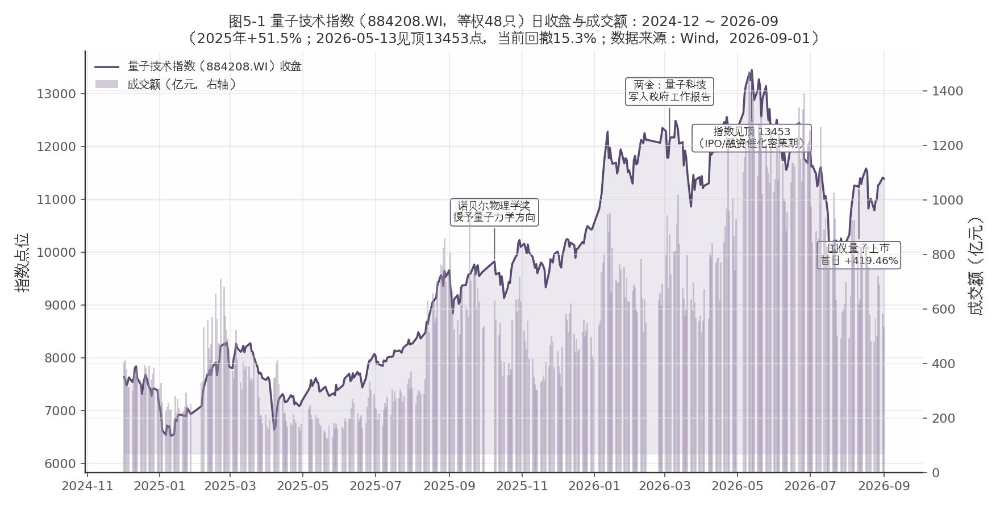 图5-1 量子技术指数（884208.WI，等权48只）日收盘与成交额：2024-12 ~ 2026-09
（2025年+51.5%；2026-05-13见顶13453点，当前回撤15.3%；数据来源：Wind，2026-09-01）
量子技术指数（884208.WI）收盘
成交额（亿元，右轴）
指数点位
13000
12000
11000
10000
9000
8000
7000
6000
两会：量子科技
写入政府工作报告
指数见顶 13453
（IPO/融资催化密集期）
诺贝尔物理学奖
授予量子力学方向
国仪量子上市
首日 +419.46%
1400
1200
1000
800
600
400
200
0
成交额（亿元）
2024-11
2025-01
2025-03
2025-05
2025-07
2025-09
2025-11
2026-01
2026-03
2026-05
2026-07
2026-09